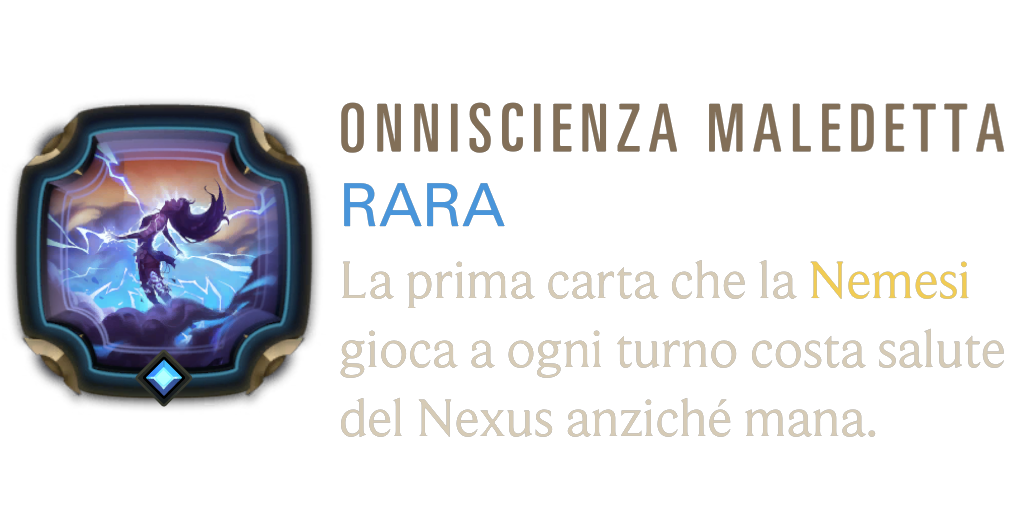 ONNISCIENZA MALEDETTA
RARA
La prima carta che la Nemesi
gioca a ogni turno costa salute
del Nexus anziché mana.